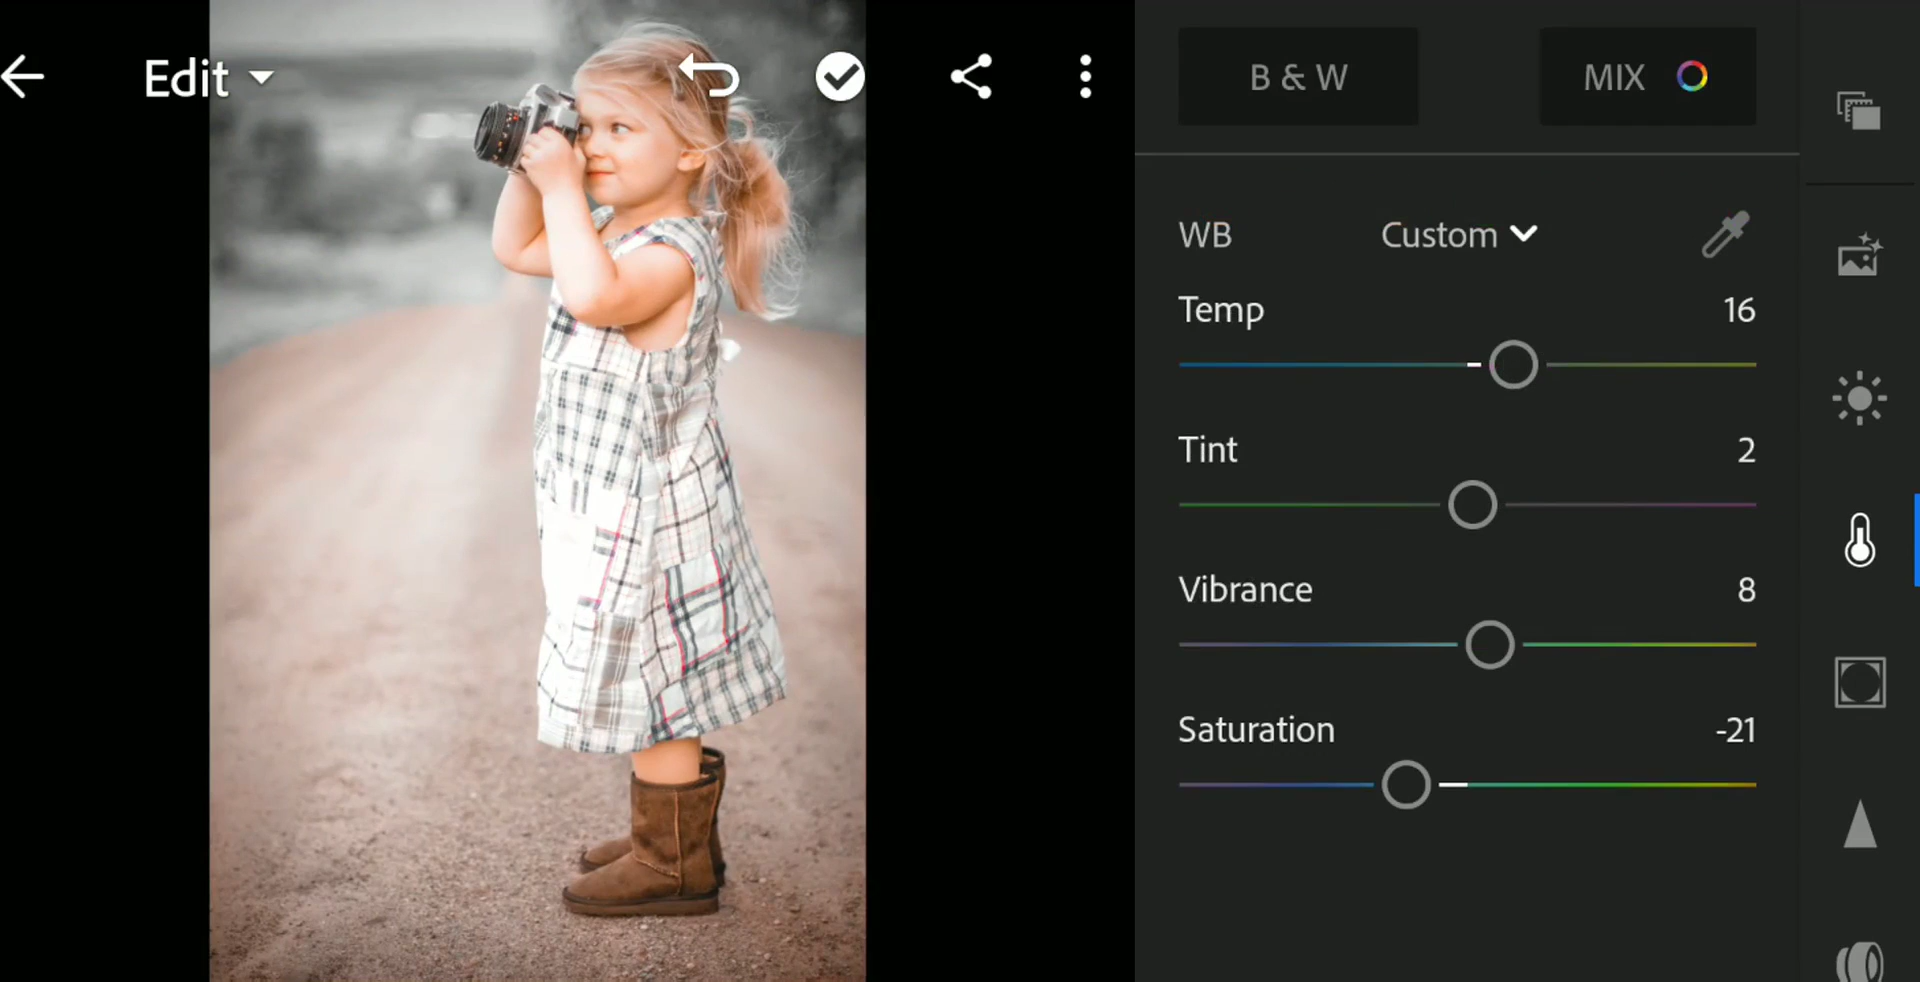 Edit
B & W
MIX
WB
Custom
Temp
16
Tint
2
Vibrance
8
Saturation
-21